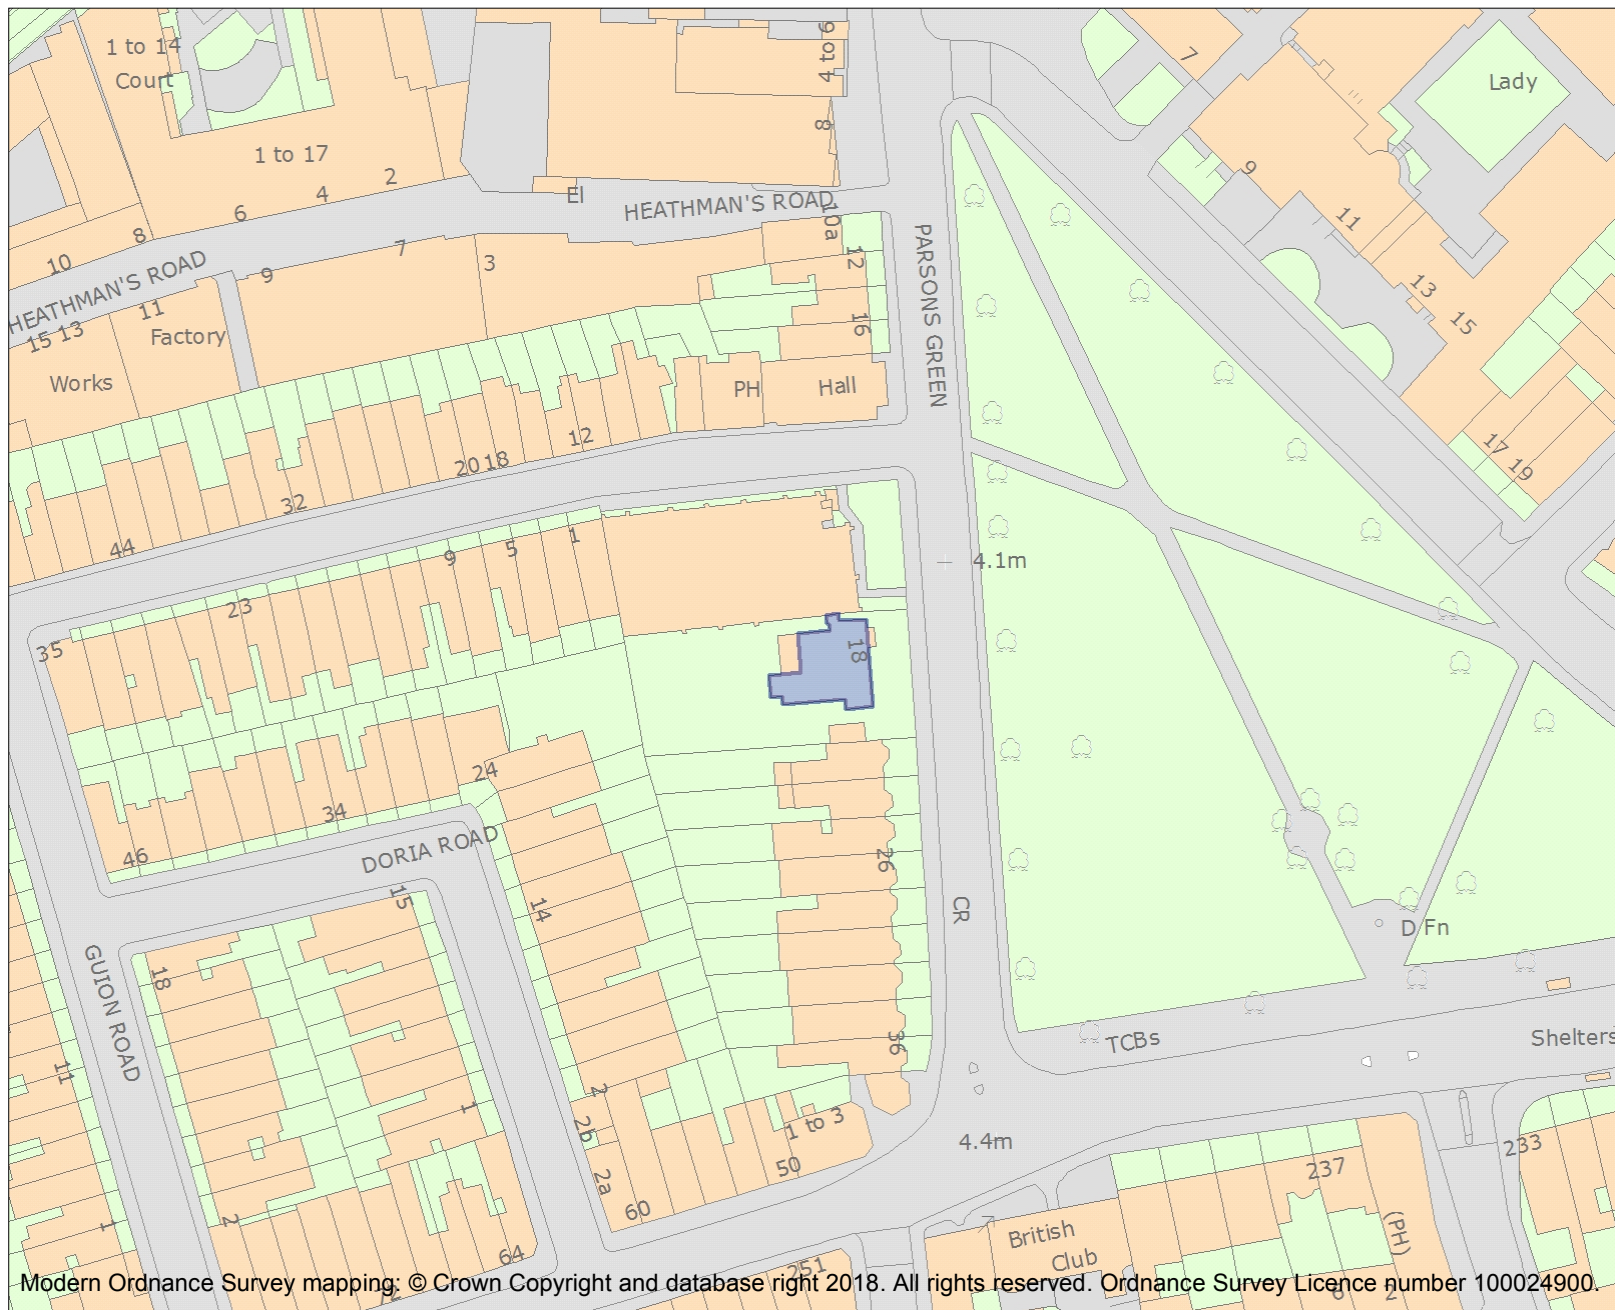 1 to 14
Court
1 to 17
4 to 6
8
7
Lady
9
11
13
15
17 19
2
4
6
8
10
El
HEATHMAN'S ROAD
10a
12
16
PARSONS GREEN
HEATHMAN'S ROAD
3
7
9
11
15 13
Factory
Works
PH
Hall
12
20 18
32
44
1
5
9
23
35
4.1m
18
24
34
46
DORIA ROAD
14
15
26
CR
D Fn
18
GUION ROAD
36
TCBs
Shelters
11
1
2
2b
2a
1 to 3
50
60
4.4m
237
233
1
2
64
72
251
British
Club
(PH)
6
2
Modern Ordnance Survey mapping: © Crown Copyright and database right 2018. All rights reserved. Ordnance Survey Licence number 100024900.